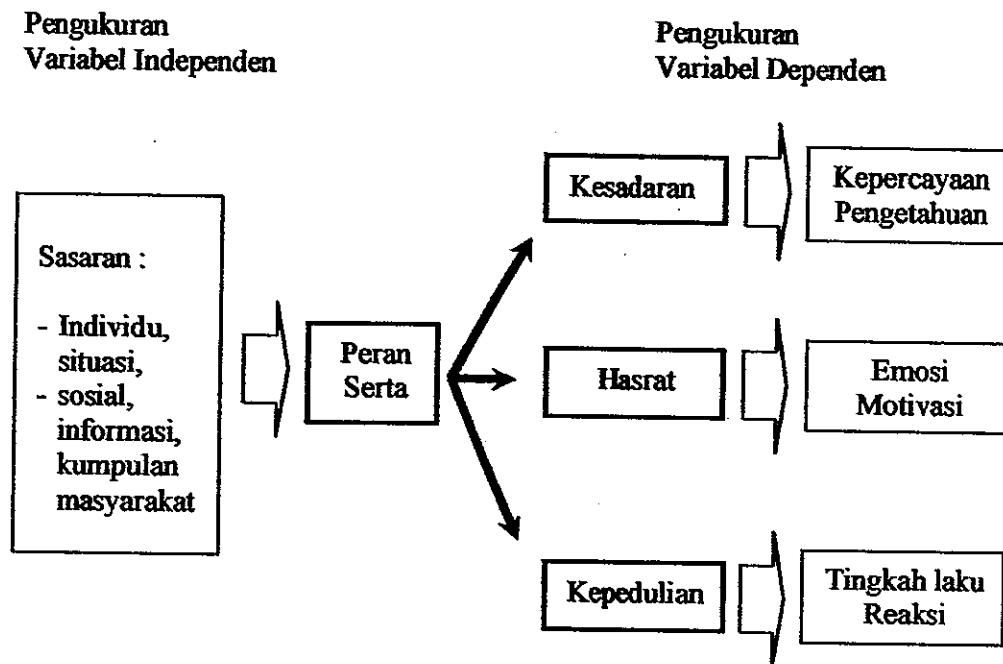 Pengukuran
Variabel Independen
Pengukuran
Variabel Dependen
Sasaran :
- Individu,
situasi,
- sosial,
informasi,
kumpulan
masyarakat
Peran
Serta
Kesadaran
Kepercayaan
Pengetahuan
Hasrat
Emosi
Motivasi
Kepedulian
Tingkah laku
Reaksi